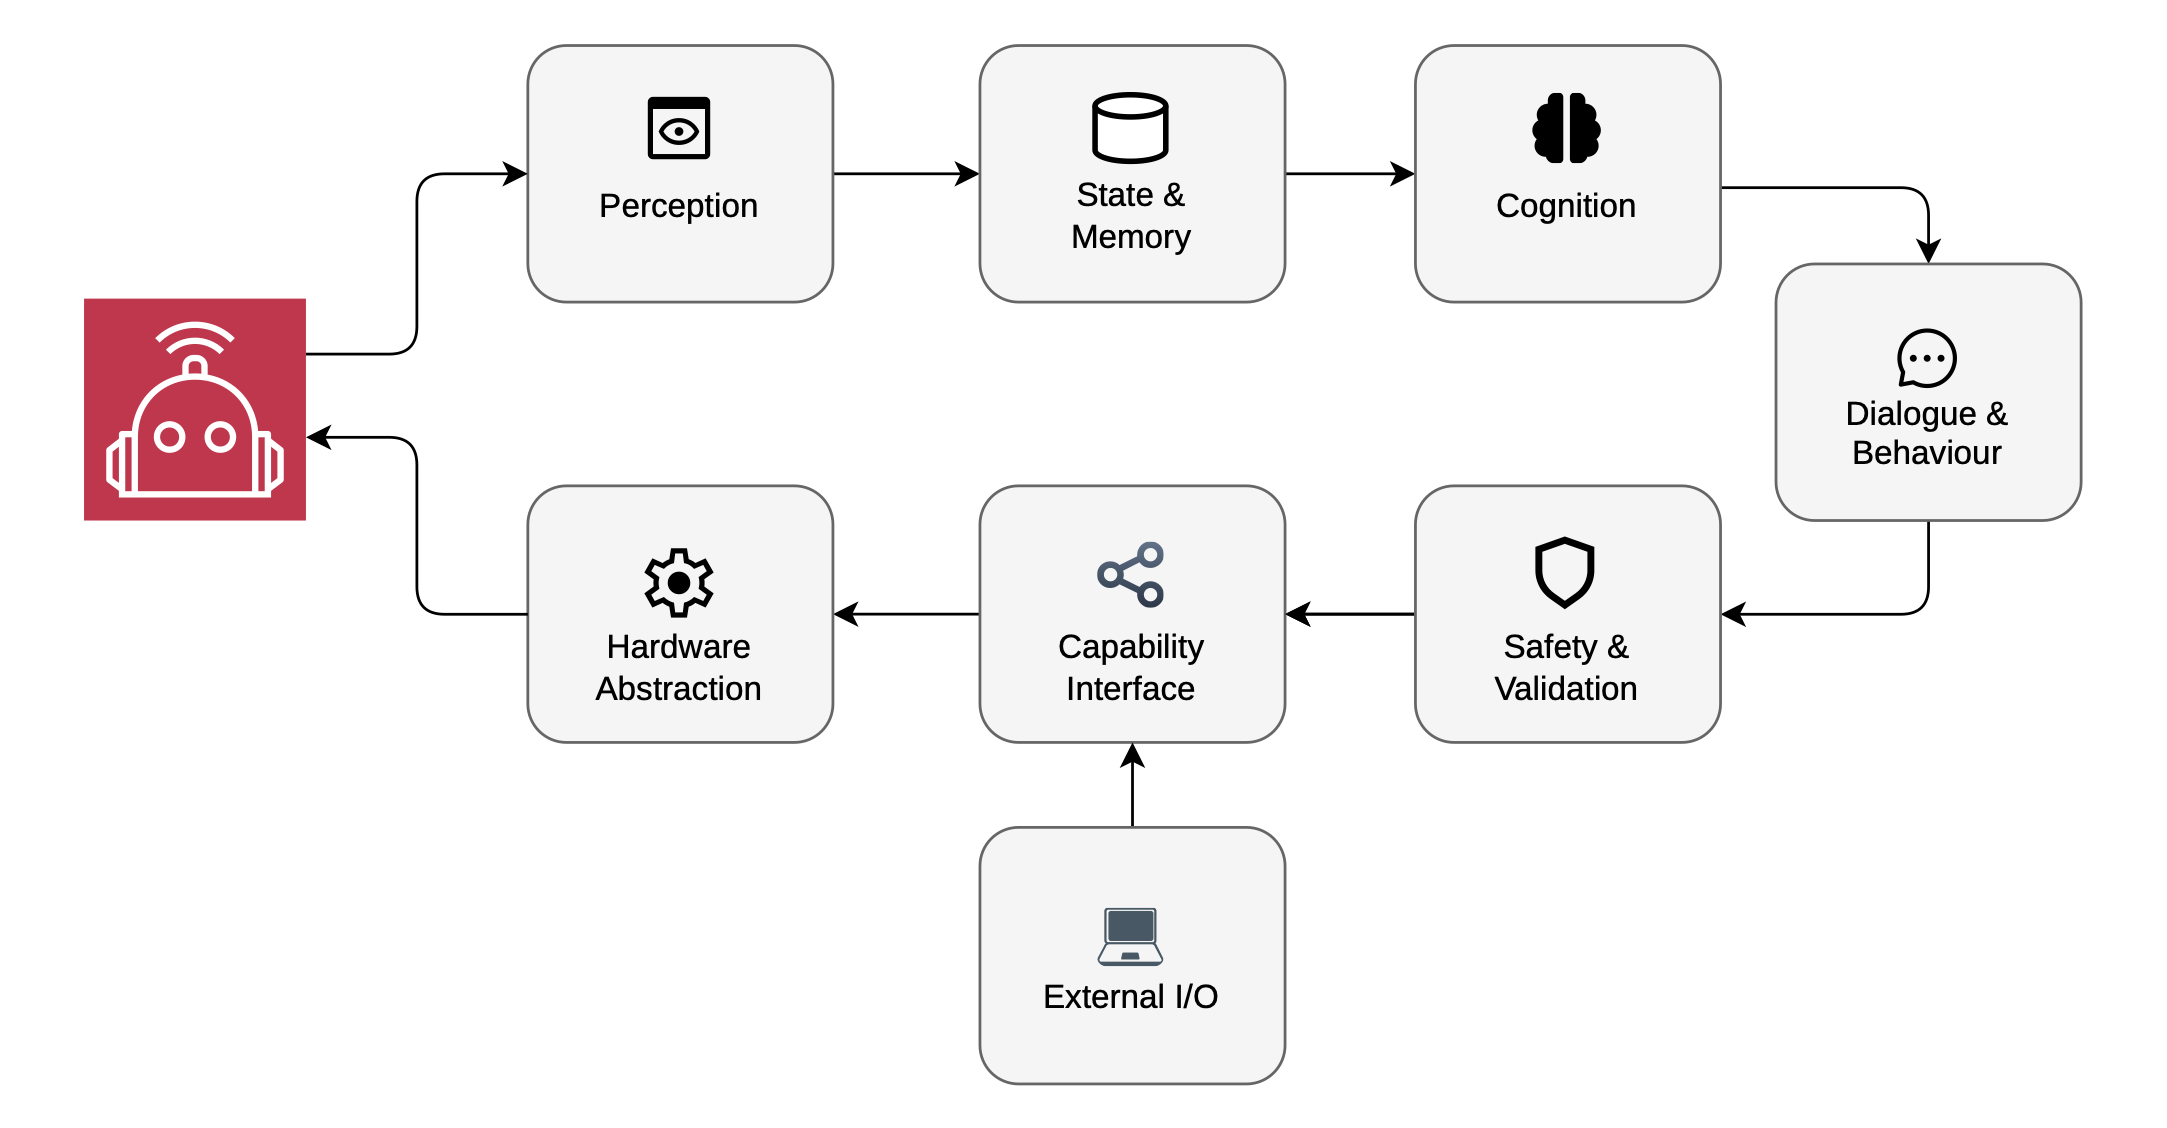 Perception
State &
Memory
Cognition
Dialogue &
Behaviour
Hardware
Abstraction
Capability
Interface
Safety &
Validation
External I/O